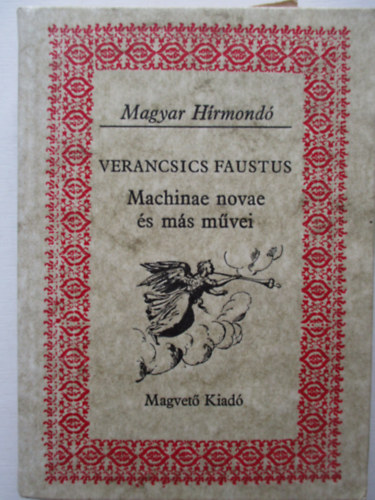 Magyar Hírmondó
VERANCSICS FAUSTUS
Machinae novae
és más művei
Magvető Kiadó